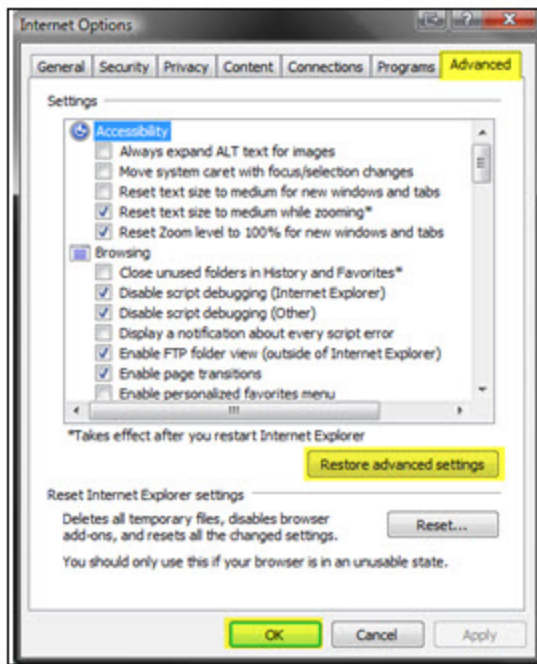 Internet Options
General Security Privacy Content Connections Programs Advanced
Settings
Accessibility
Always expand ALT text for images
Move system caret with focus/selection changes
Reset text size to medium for new windows and tabs
Reset text size to medium while zooming*
Reset Zoom level to 100% for new windows and tabs
Browsing
Close unused folders in History and Favorites*
Disable script debugging (Internet Explorer)
Disable script debugging (Other)
Display a notification about every script error
Enable FTP folder view (outside of Internet Explorer)
Enable page transitions
Enable personalized favorites menu
*Takes effect after you restart Internet Explorer
Restore advanced settings
Reset Internet Explorer settings
Deletes all temporary files, disables browser
add-ons, and resets all the changed settings.
Reset...
You should only use this if your browser is in an unusable state.
OK Cancel Apply